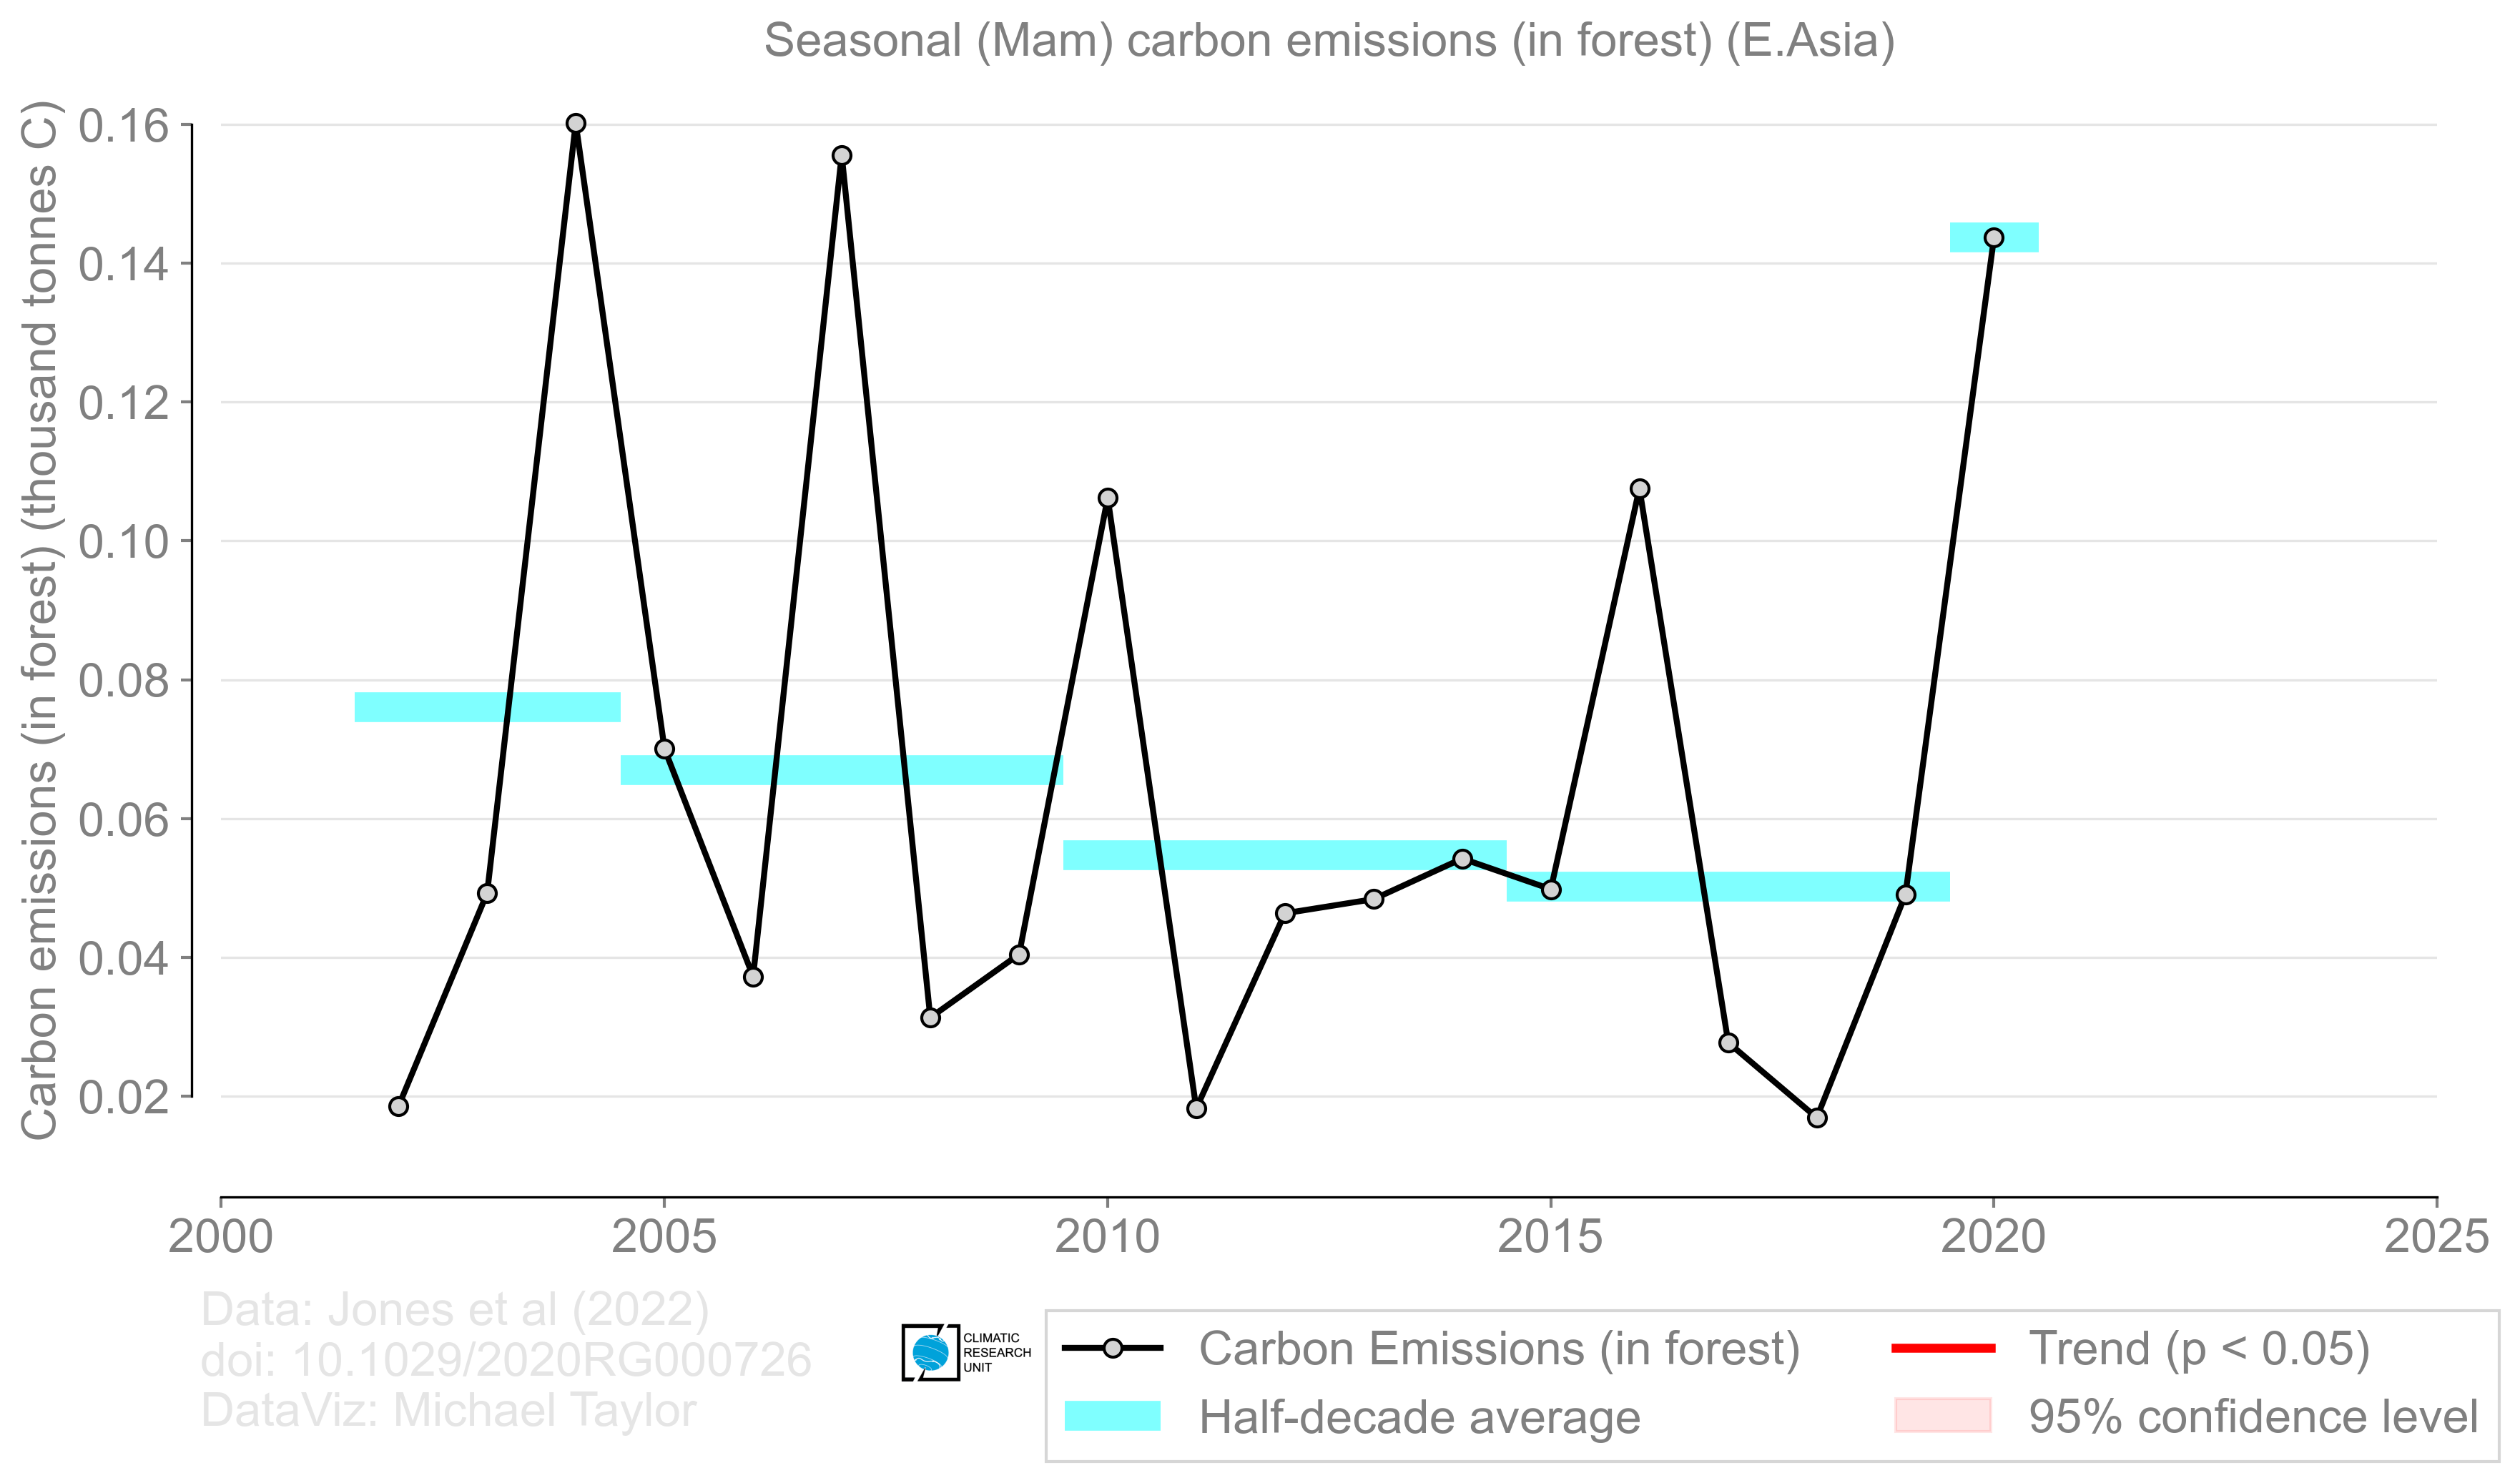 Seasonal (Mam) carbon emissions (in forest) (E.Asia)
Carbon emissions (in forest) (thousand tonnes C)
0.16
0.14
0.12
0.10
0.08
0.06
0.04
0.02
2000 2005 2010 2015 2020 2025
Data: Jones et al (2022)
doi: 10.1029/2020RG000726
DataViz: Michael Taylor
CLIMATIC
RESEARCH
UNIT
Carbon Emissions (in forest)
Half-decade average
Trend (p < 0.05)
95% confidence level